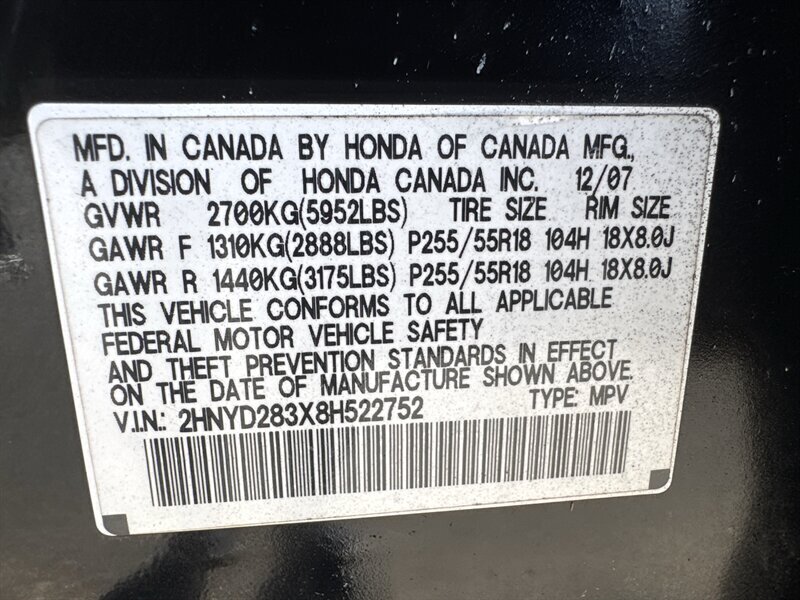 MFD. IN CANADA BY HONDA OF CANADA MFG.,
A DIVISION OF HONDA CANADA INC. 12/07
GVWR 2700KG(5952LBS) TIRE SIZE RIM SIZE
GAWR F 1310KG(2888LBS) P255/55R18 104H 18X8.0J
GAWR R 1440KG(3175LBS) P255/55R18 104H 18X8.0J
THIS VEHICLE CONFORMS TO ALL APPLICABLE
FEDERAL MOTOR VEHICLE SAFETY
AND THEFT PREVENTION STANDARDS IN EFFECT
ON THE DATE OF MANUFACTURE SHOWN ABOVE.
V.I.N.: 2HNYD283X8H522752 TYPE: MPV